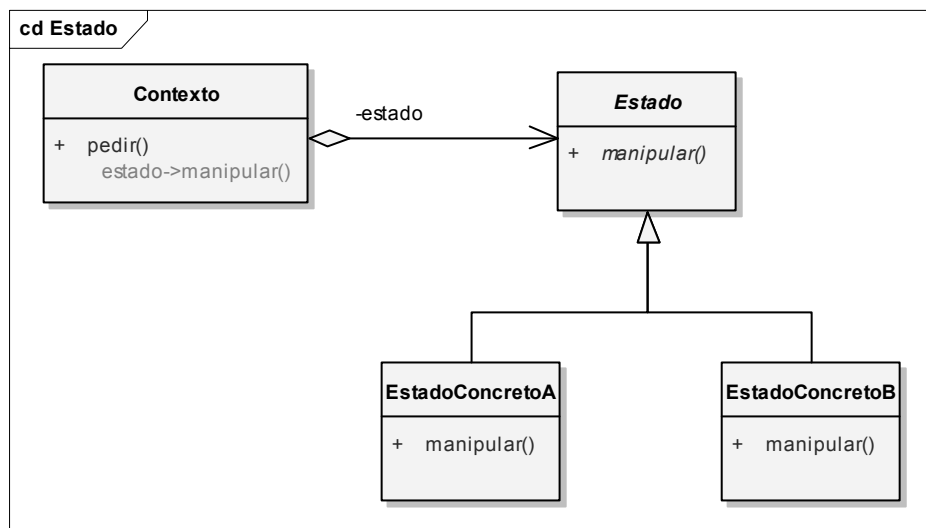 cd Estado
Contexto
+ pedir()
estado->manipular()
-estado
Estado
+ manipular()
EstadoConcretoA
+ manipular()
EstadoConcretoB
+ manipular()